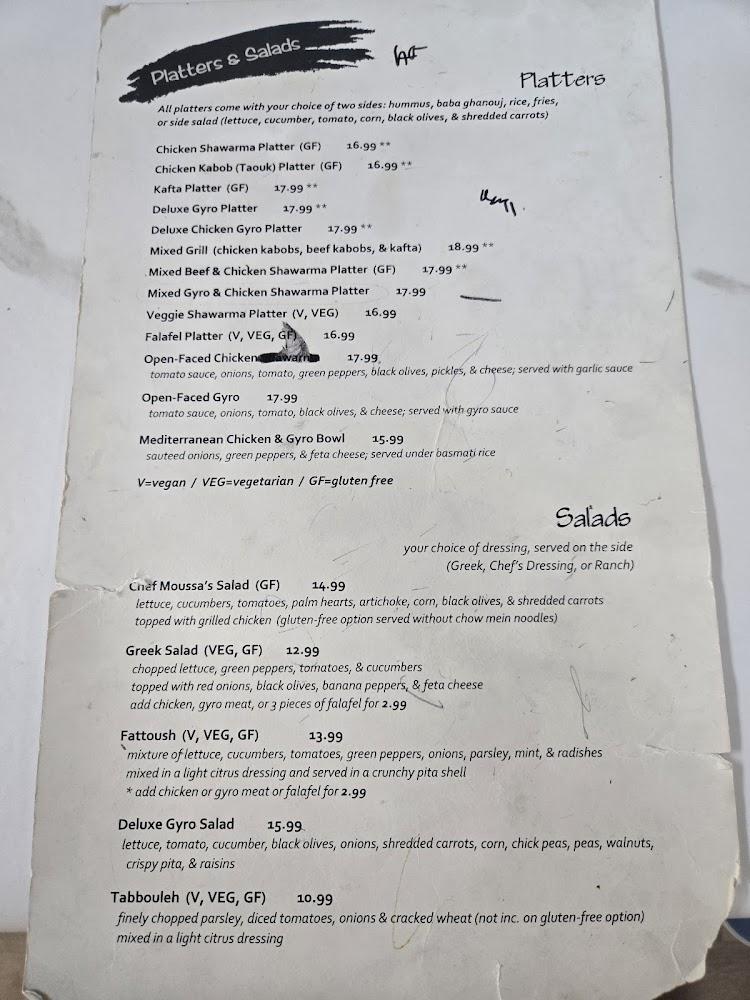 Platters & Salads
Platters
All platters come with your choice of two sides: hummus, baba ghanouj, rice, fries,
or side salad (lettuce, cucumber, tomato, corn, black olives, & shredded carrots)
Chicken Shawarma Platter (GF) 16.99 **
Chicken Kabob (Taouk) Platter (GF) 16.99 **
Kafta Platter (GF) 17.99 **
Deluxe Gyro Platter 17.99 **
Deluxe Chicken Gyro Platter 17.99 **
Mixed Grill (chicken kabobs, beef kabobs, & kafta) 18.99 **
Mixed Beef & Chicken Shawarma Platter (GF) 17.99 **
Mixed Gyro & Chicken Shawarma Platter 17.99
Veggie Shawarma Platter (V, VEG) 16.99
Falafel Platter (V, VEG, GF) 16.99
Open-Faced Chicken 17.99
tomato sauce, onions, tomato, green peppers, black olives, pickles, & cheese; served with garlic sauce
Open-Faced Gyro 17.99
tomato sauce, onions, tomato, black olives, & cheese; served with gyro sauce
Mediterranean Chicken & Gyro Bowl 15.99
sauteed onions, green peppers, & feta cheese; served under basmati rice
V=vegan / VEG=vegetarian / GF=gluten free
Salads
your choice of dressing, served on the side
(Greek, Chef's Dressing, or Ranch)
Chef Moussa's Salad (GF) 14.99
lettuce, cucumbers, tomatoes, palm hearts, artichoke, corn, black olives, & shredded carrots
topped with grilled chicken (gluten-free option served without chow mein noodles)
Greek Salad (VEG, GF) 12.99
chopped lettuce, green peppers, tomatoes, & cucumbers
topped with red onions, black olives, banana peppers, & feta cheese
add chicken, gyro meat, or 3 pieces of falafel for 2.99
Fattoush (V, VEG, GF) 13.99
mixture of lettuce, cucumbers, tomatoes, green peppers, onions, parsley, mint, & radishes
mixed in a light citrus dressing and served in a crunchy pita shell
* add chicken or gyro meat or falafel for 2.99
Deluxe Gyro Salad 15.99
lettuce, tomato, cucumber, black olives, onions, shredded carrots, corn, chick peas, peas, walnuts,
crispy pita, & raisins
Tabbouleh (V, VEG, GF) 10.99
finely chopped parsley, diced tomatoes, onions & cracked wheat (not inc. on gluten-free option)
mixed in a light citrus dressing